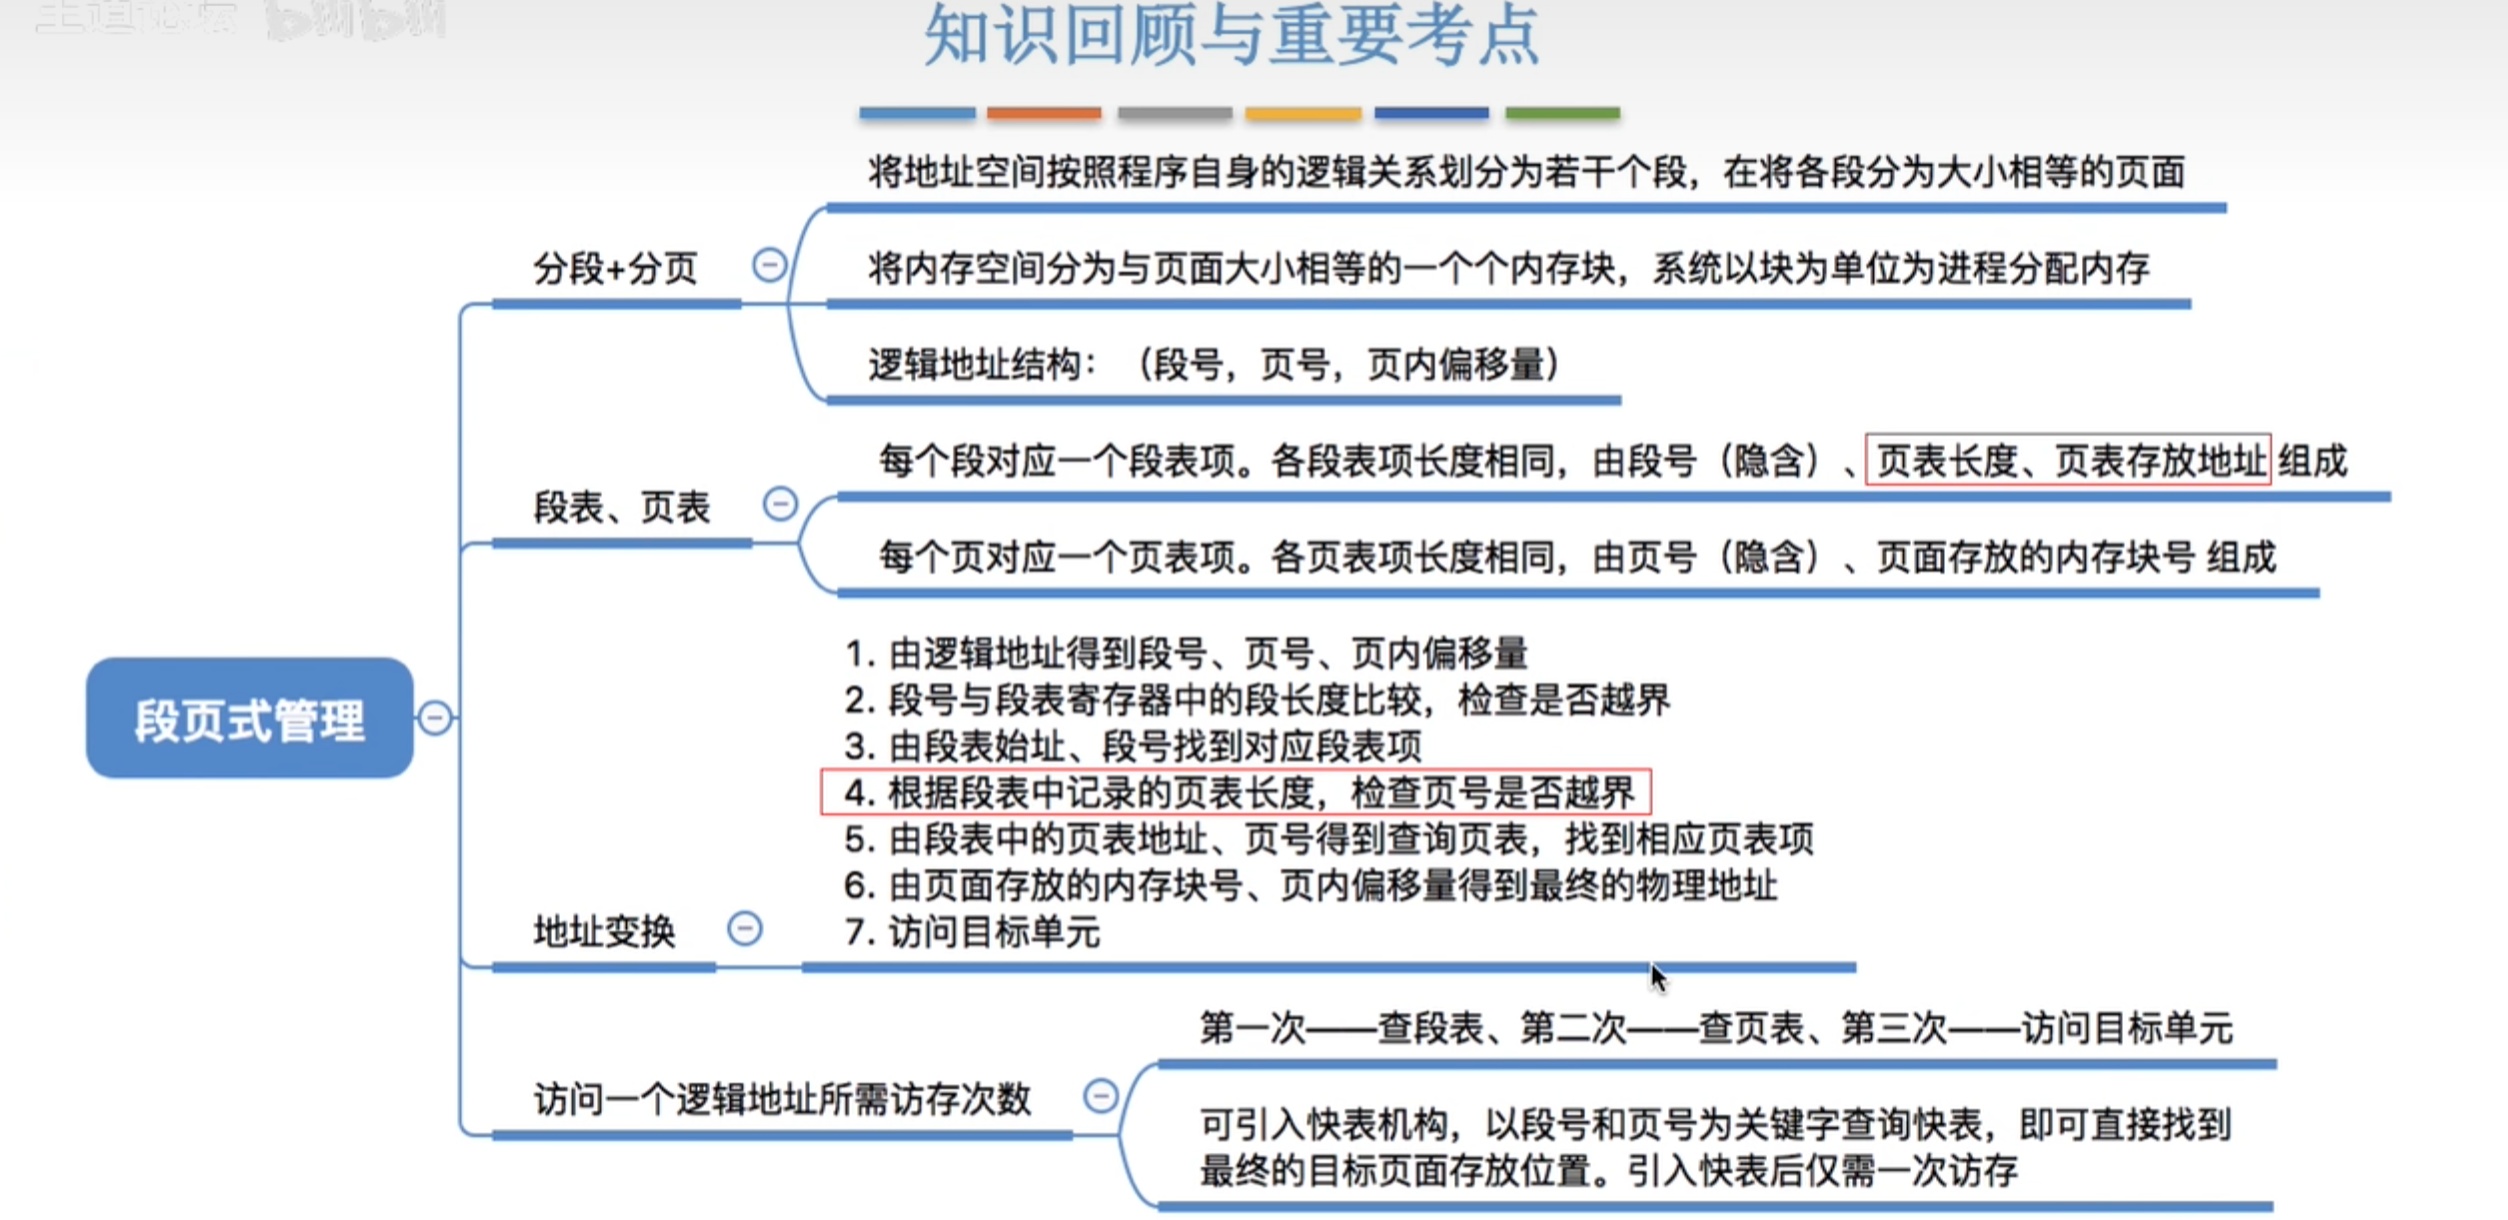 王道论坛 bilibili
知识回顾与重要考点
将地址空间按照程序自身的逻辑关系划分为若干个段，在将各段分为大小相等的页面
分段+分页
将内存空间分为与页面大小相等的一个个内存块，系统以块为单位为进程分配内存
逻辑地址结构：（段号，页号，页内偏移量）
每个段对应一个段表项。各段表项长度相同，由段号（隐含）、页表长度、页表存放地址 组成
段表、页表
每个页对应一个页表项。各页表项长度相同，由页号（隐含）、页面存放的内存块号 组成
段页式管理
1. 由逻辑地址得到段号、页号、页内偏移量
2. 段号与段表寄存器中的段长度比较，检查是否越界
3. 由段表始址、段号找到对应段表项
4. 根据段表中记录的页表长度，检查页号是否越界
5. 由段表中的页表地址、页号得到查询页表，找到相应页表项
6. 由页面存放的内存块号、页内偏移量得到最终的物理地址
7. 访问目标单元
地址变换
第一次——查段表、第二次——查页表、第三次——访问目标单元
访问一个逻辑地址所需访存次数
可引入快表机构，以段号和页号为关键字查询快表，即可直接找到
最终的目标页面存放位置。引入快表后仅需一次访存